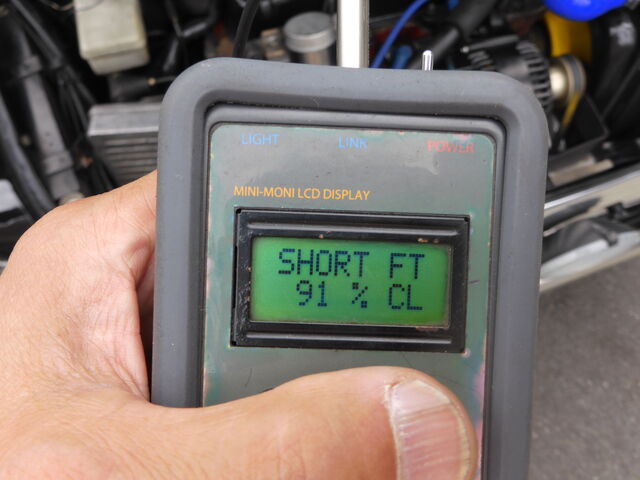 LIGHT LINK POWER
MINI-MONI LCD DISPLAY
SHORT FT
91 % CL